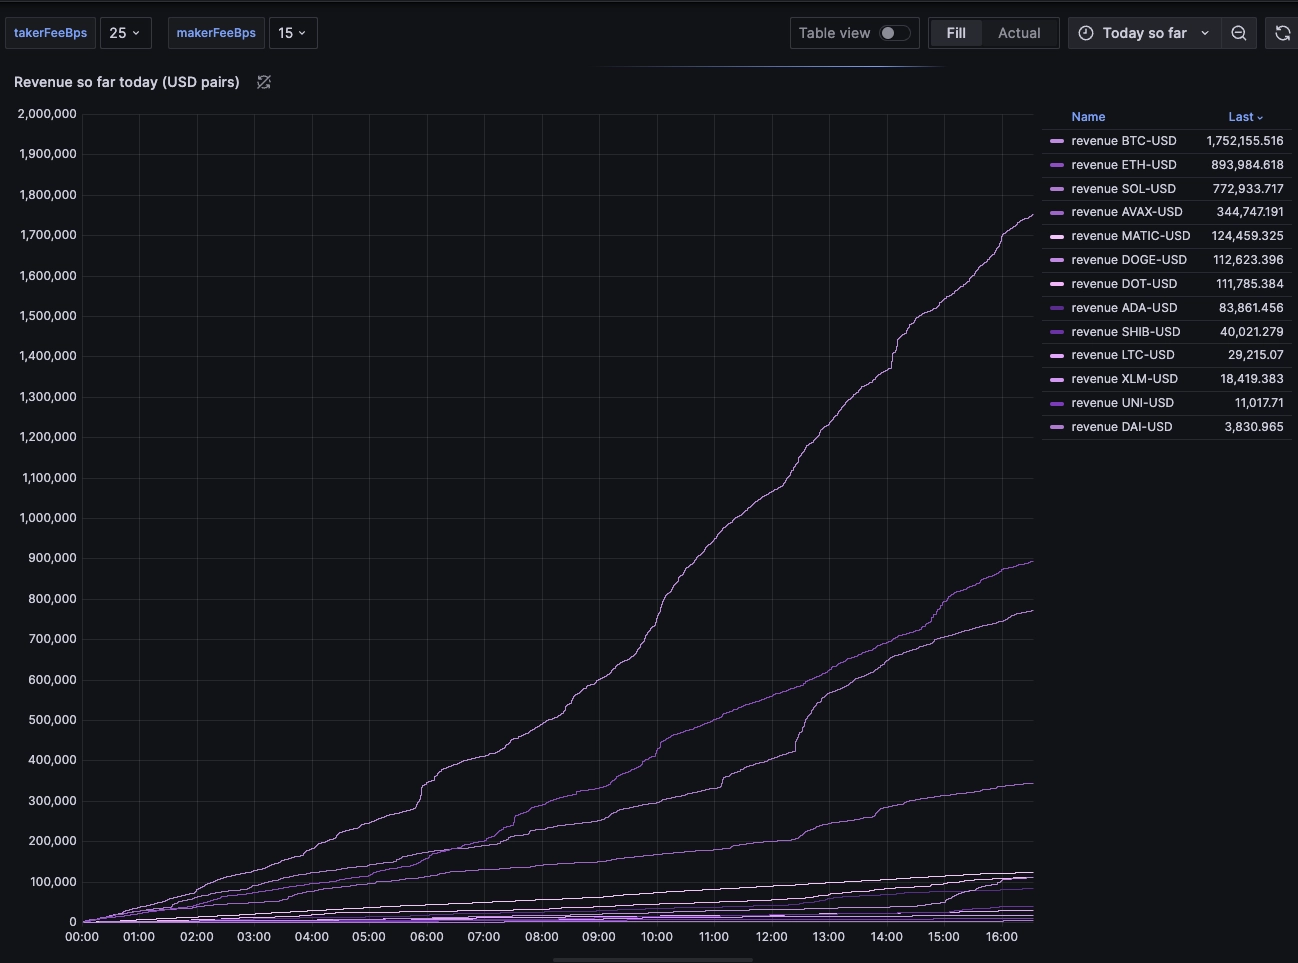 takerFeeBps 25 makerFeeBps 15 Table view Fill Actual Today so far
Revenue so far today (USD pairs)
2,000,000
1,900,000
1,800,000
1,700,000
1,600,000
1,500,000
1,400,000
1,300,000
1,200,000
1,100,000
1,000,000
900,000
800,000
700,000
600,000
500,000
400,000
300,000
200,000
100,000
0
00:00 01:00 02:00 03:00 04:00 05:00 06:00 07:00 08:00 09:00 10:00 11:00 12:00 13:00 14:00 15:00 16:00
Name Last
revenue BTC-USD 1,752,155.516
revenue ETH-USD 893,984.618
revenue SOL-USD 772,933.717
revenue AVAX-USD 344,747.191
revenue MATIC-USD 124,459.325
revenue DOGE-USD 112,623.396
revenue DOT-USD 111,785.384
revenue ADA-USD 83,861.456
revenue SHIB-USD 40,021.279
revenue LTC-USD 29,215.07
revenue XLM-USD 18,419.383
revenue UNI-USD 11,017.71
revenue DAI-USD 3,830.965